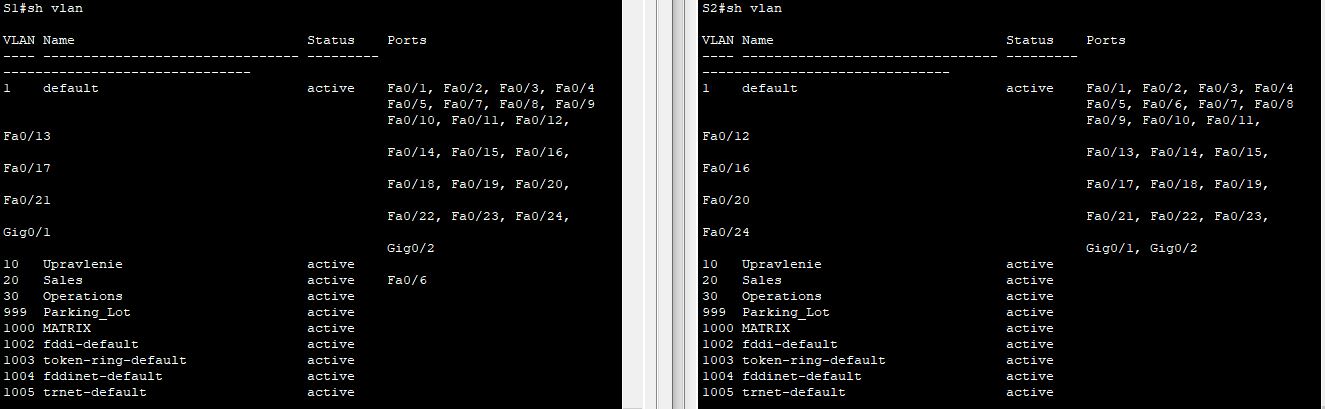 S1#sh vlan

VLAN Name                             Status    Ports
---- -------------------------------- ---------
-------------------------------
1    default                          active    Fa0/1, Fa0/2, Fa0/3, Fa0/4
                                                Fa0/5, Fa0/7, Fa0/8, Fa0/9
                                                Fa0/10, Fa0/11, Fa0/12,
Fa0/13
                                                Fa0/14, Fa0/15, Fa0/16,
Fa0/17
                                                Fa0/18, Fa0/19, Fa0/20,
Fa0/21
                                                Fa0/22, Fa0/23, Fa0/24,
Gig0/1
                                                Gig0/2
10   Upravlenie                       active
20   Sales                            active    Fa0/6
30   Operations                       active
999  Parking_Lot                      active
1000 MATRIX                           active
1002 fddi-default                     active
1003 token-ring-default               active
1004 fddinet-default                  active
1005 trnet-default                    active
S2#sh vlan

VLAN Name                             Status    Ports
---- -------------------------------- ---------
-------------------------------
1    default                          active    Fa0/1, Fa0/2, Fa0/3, Fa0/4
                                                Fa0/5, Fa0/6, Fa0/7, Fa0/8
                                                Fa0/9, Fa0/10, Fa0/11,
Fa0/12
                                                Fa0/13, Fa0/14, Fa0/15,
Fa0/16
                                                Fa0/17, Fa0/18, Fa0/19,
Fa0/20
                                                Fa0/21, Fa0/22, Fa0/23,
Fa0/24
                                                Gig0/1, Gig0/2
10   Upravlenie                       active
20   Sales                            active
30   Operations                       active
999  Parking_Lot                      active
1000 MATRIX                           active
1002 fddi-default                     active
1003 token-ring-default               active
1004 fddinet-default                  active
1005 trnet-default                    active